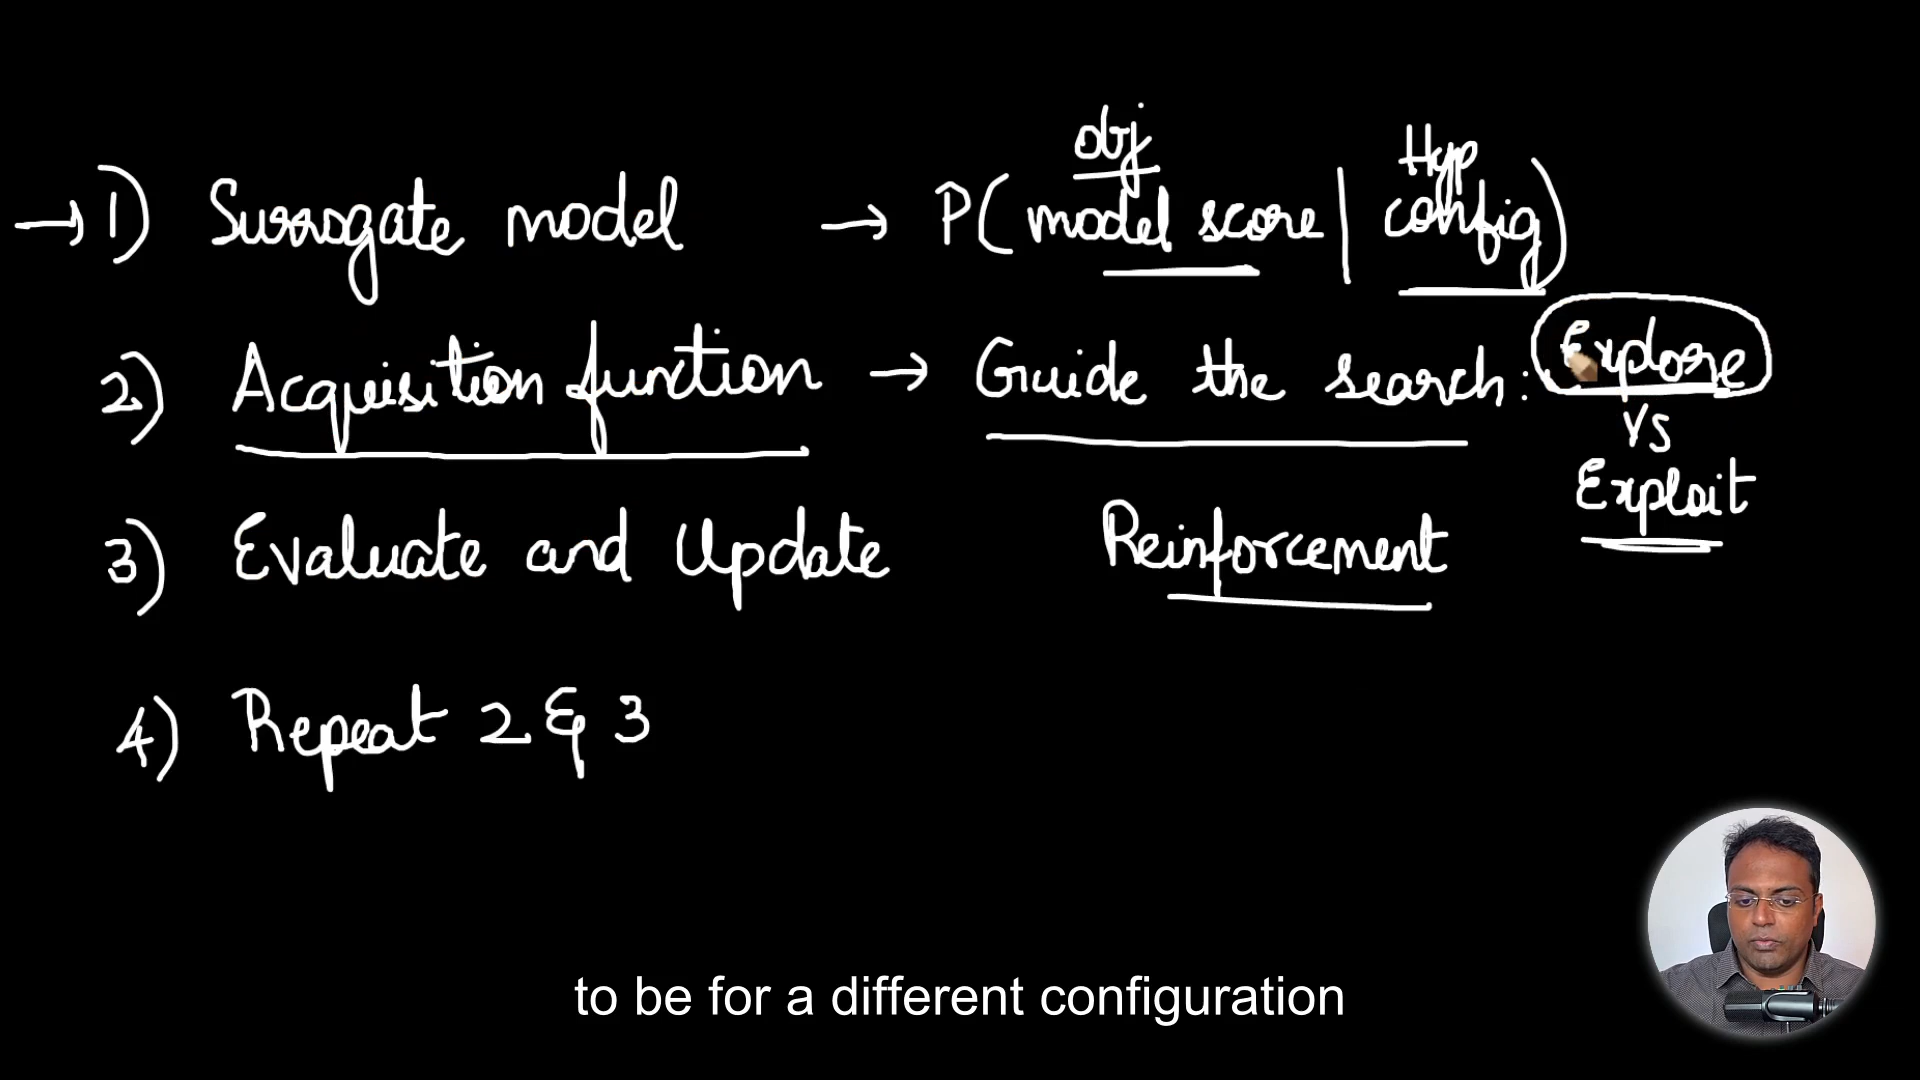 → 1) Surrogate model → P( model score | config)
obj
Hyp
2) Acquisition function → Guide the search: Explore
vs
Exploit
3) Evaluate and Update Reinforcement
4) Repeat 2 & 3
to be for a different configuration